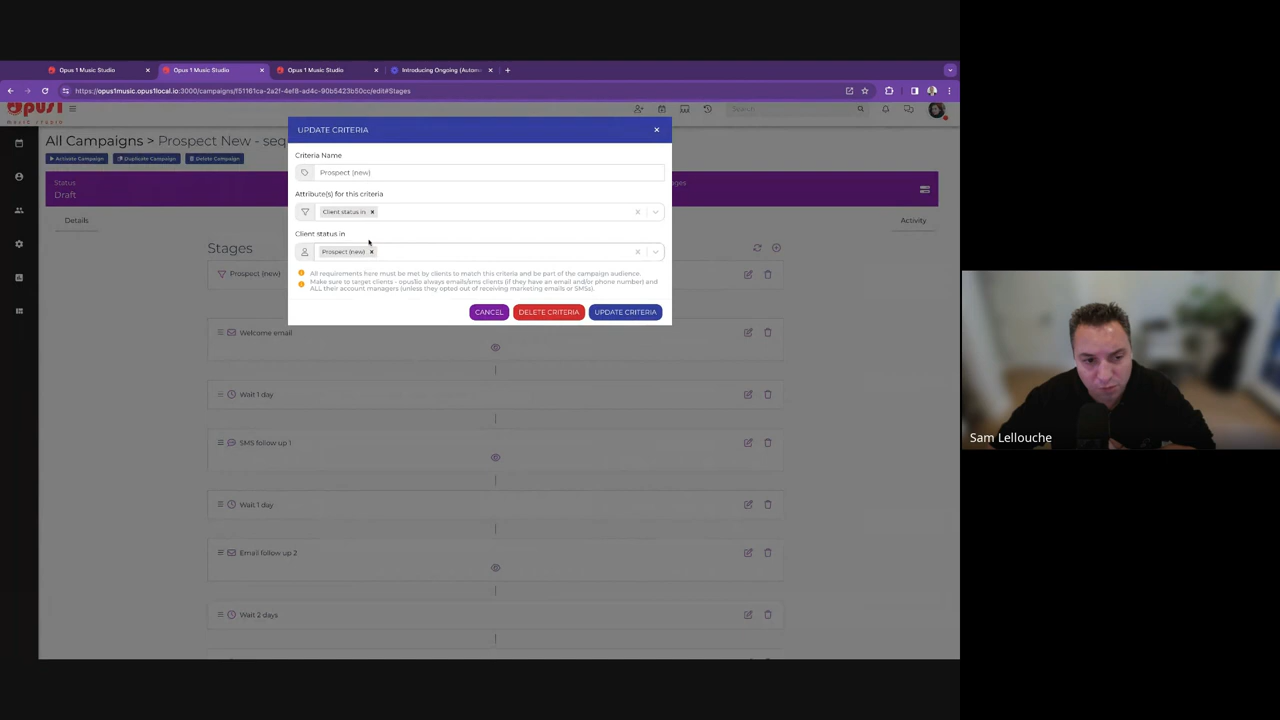 Opus 1 Music Studio
Opus 1 Music Studio
Opus 1 Music Studio
Introducing Ongoing (Autom
https://opus1music.opus1local.io:3000/campaigns/f51161ca-2a2f-4ef8-ad4c-90b5423b50cc/edit#Stages
opus1
music studio
Search
All Campaigns > Prospect New - seq
Activate Campaign
Duplicate Campaign
Delete Campaign
Status
Draft
ages
Details
Activity
Stages
Prospect (new)
Welcome email
Wait 1 day
SMS follow up 1
Wait 1 day
Email follow up 2
Wait 2 days
UPDATE CRITERIA
Criteria Name
Prospect (new)
Attribute(s) for this criteria
Client status in
Client status in
Prospect (new)
All requirements here must be met by clients to match this criteria and be part of the campaign audience.
Make sure to target clients - opus1io always emails/sms clients (if they have an email and/or phone number) and
ALL their account managers (unless they opted out of receiving marketing emails or SMSs).
CANCEL
DELETE CRITERIA
UPDATE CRITERIA
Sam Lellouche